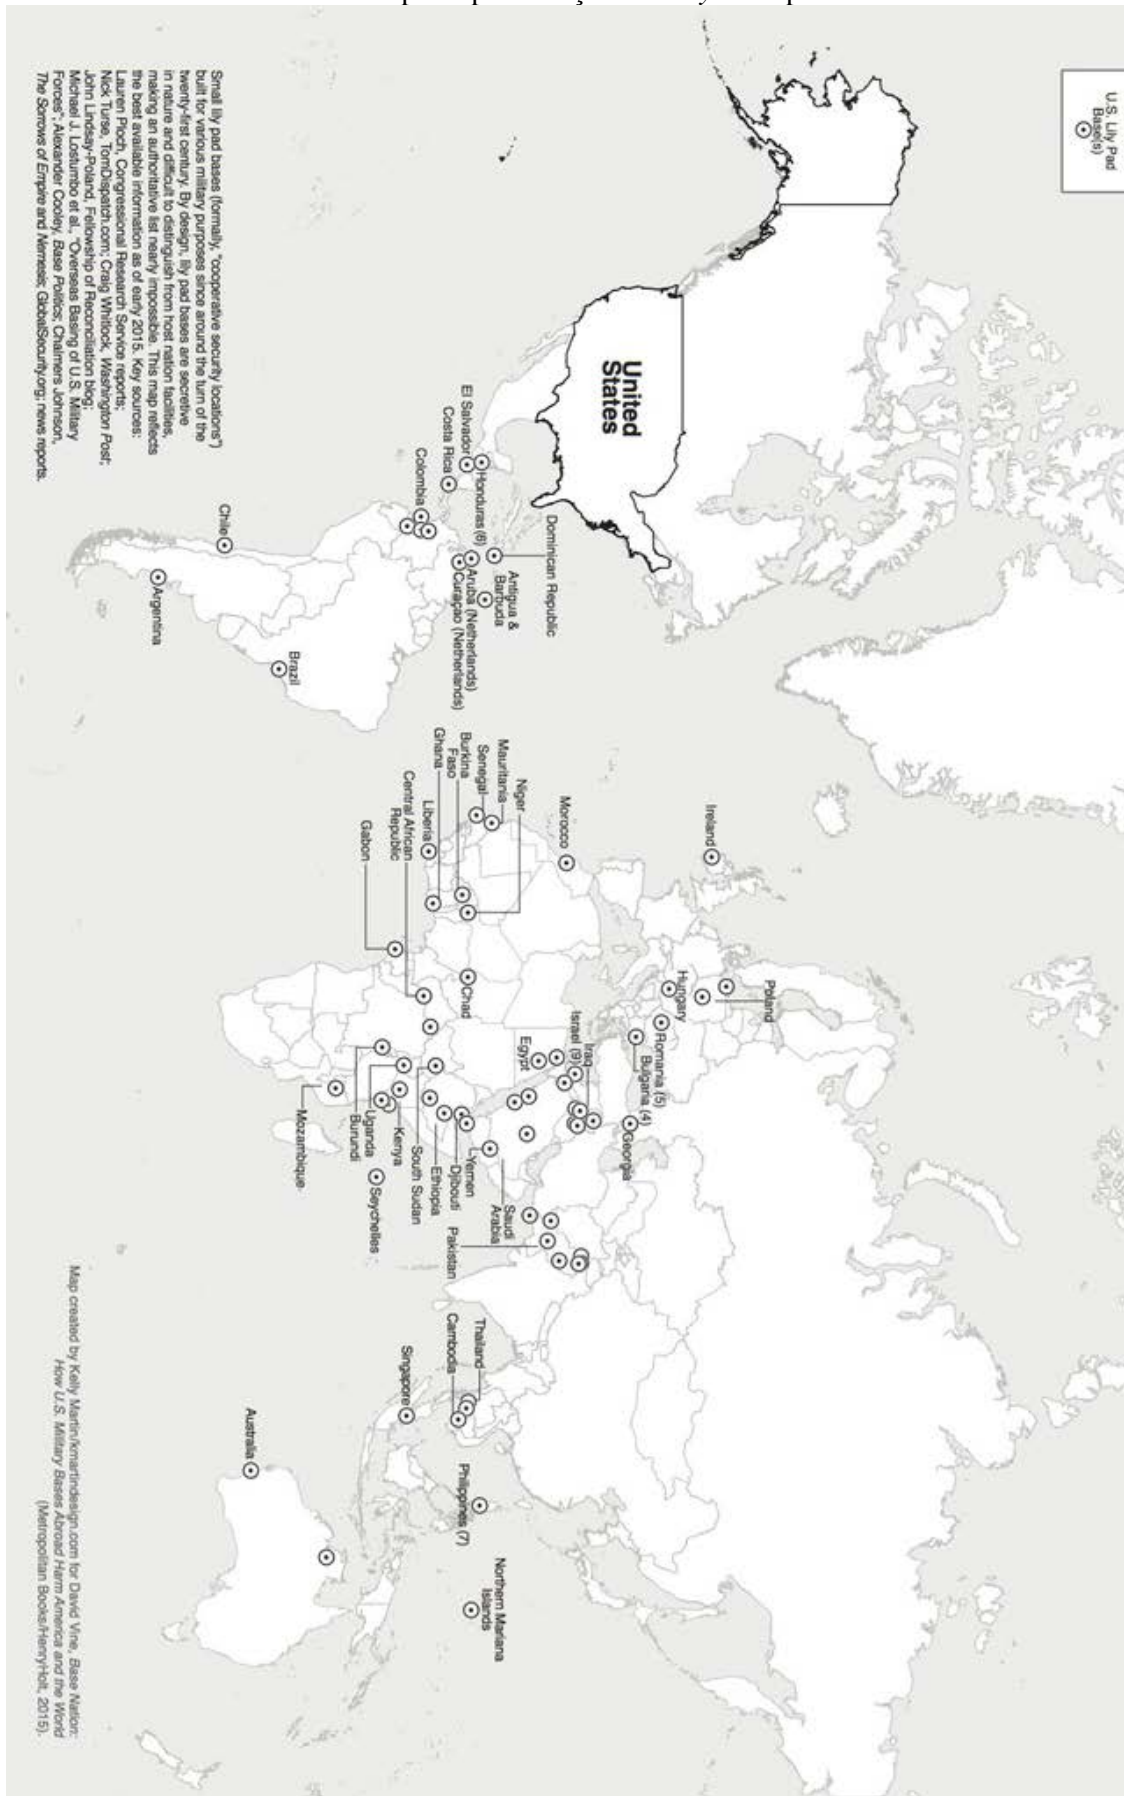 U.S. Lily Pad
Base(s)
United
States
Dominican Republic
Antigua &
Barbuda
Honduras (6)
El Salvador
Costa Rica
Aruba (Netherlands)
Curaçao (Netherlands)
Colombia
Chile
Argentina
Brazil
Ireland
Morocco
Niger
Mauritania
Senegal
Burkina
Faso
Ghana
Liberia
Central African
Republic
Gabon
Chad
Poland
Hungary
Romania (5)
Bulgaria (4)
Georgia
Iraq
Israel (9)
Egypt
Saudi
Arabia
Yemen
Djibouti
Ethiopia
South Sudan
Kenya
Uganda
Burundi
Mozambique
Seychelles
Pakistan
Thailand
Cambodia
Singapore
Philippines (7)
Northern Mariana
Islands
Australia
Small lily pad bases (formally, "cooperative security locations")
built for various military purposes since around the turn of the
twenty-first century. By design, lily pad bases are secretive
in nature and difficult to distinguish from host nation facilities,
making an authoritative list nearly impossible. This map reflects
the best available information as of early 2015. Key sources:
Lauren Ploch, Congressional Research Service reports;
Nick Turse, TomDispatch.com; Craig Whitlock, Washington Post;
John Lindsay-Poland, Fellowship of Reconciliation blog;
Michael J. Lostumbo et al., "Overseas Basing of U.S. Military
Forces"; Alexander Cooley, Base Politics; Chalmers Johnson,
The Sorrows of Empire and Nemesis; GlobalSecurity.org; news reports.
Map created by Kelly Martin/kmartindesign.com for David Vine, Base Nation:
How U.S. Military Bases Abroad Harm America and the World
(Metropolitan Books/Henry Holt, 2015).